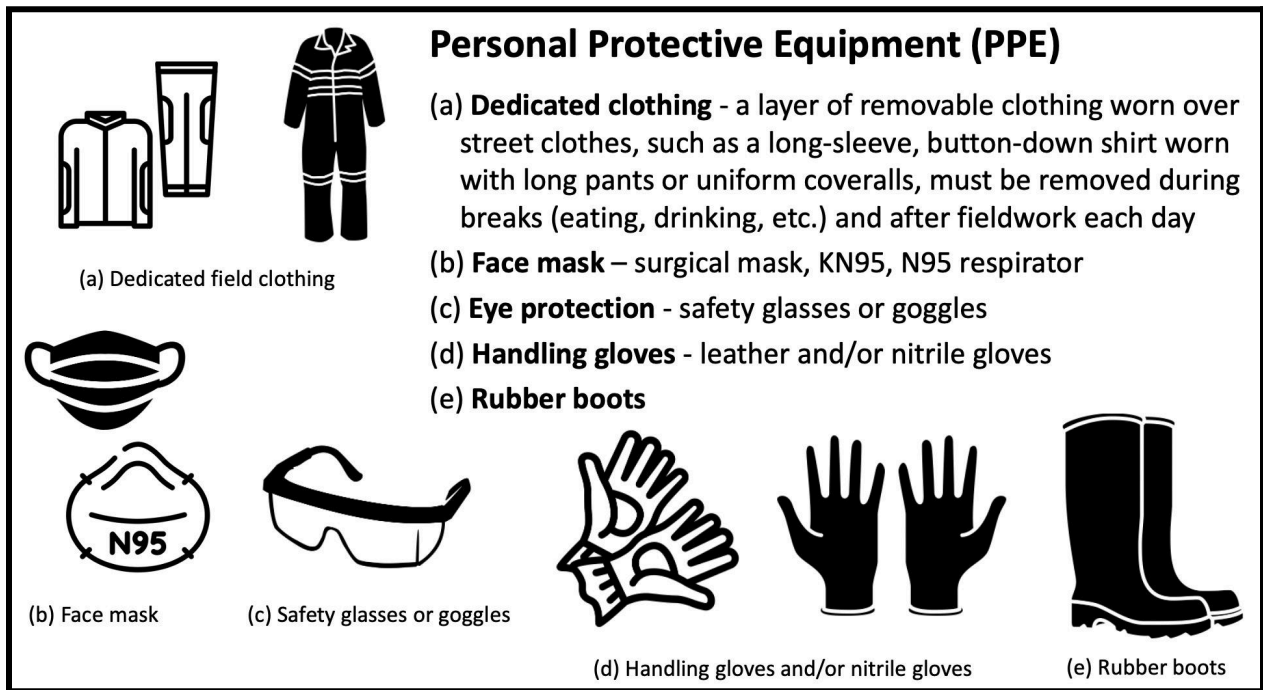 Personal Protective Equipment (PPE)
(a) Dedicated clothing - a layer of removable clothing worn over
street clothes, such as a long-sleeve, button-down shirt worn
with long pants or uniform coveralls, must be removed during
breaks (eating, drinking, etc.) and after fieldwork each day
(b) Face mask – surgical mask, KN95, N95 respirator
(c) Eye protection - safety glasses or goggles
(d) Handling gloves - leather and/or nitrile gloves
(e) Rubber boots
(a) Dedicated field clothing
N95
(b) Face mask
(c) Safety glasses or goggles
(d) Handling gloves and/or nitrile gloves
(e) Rubber boots